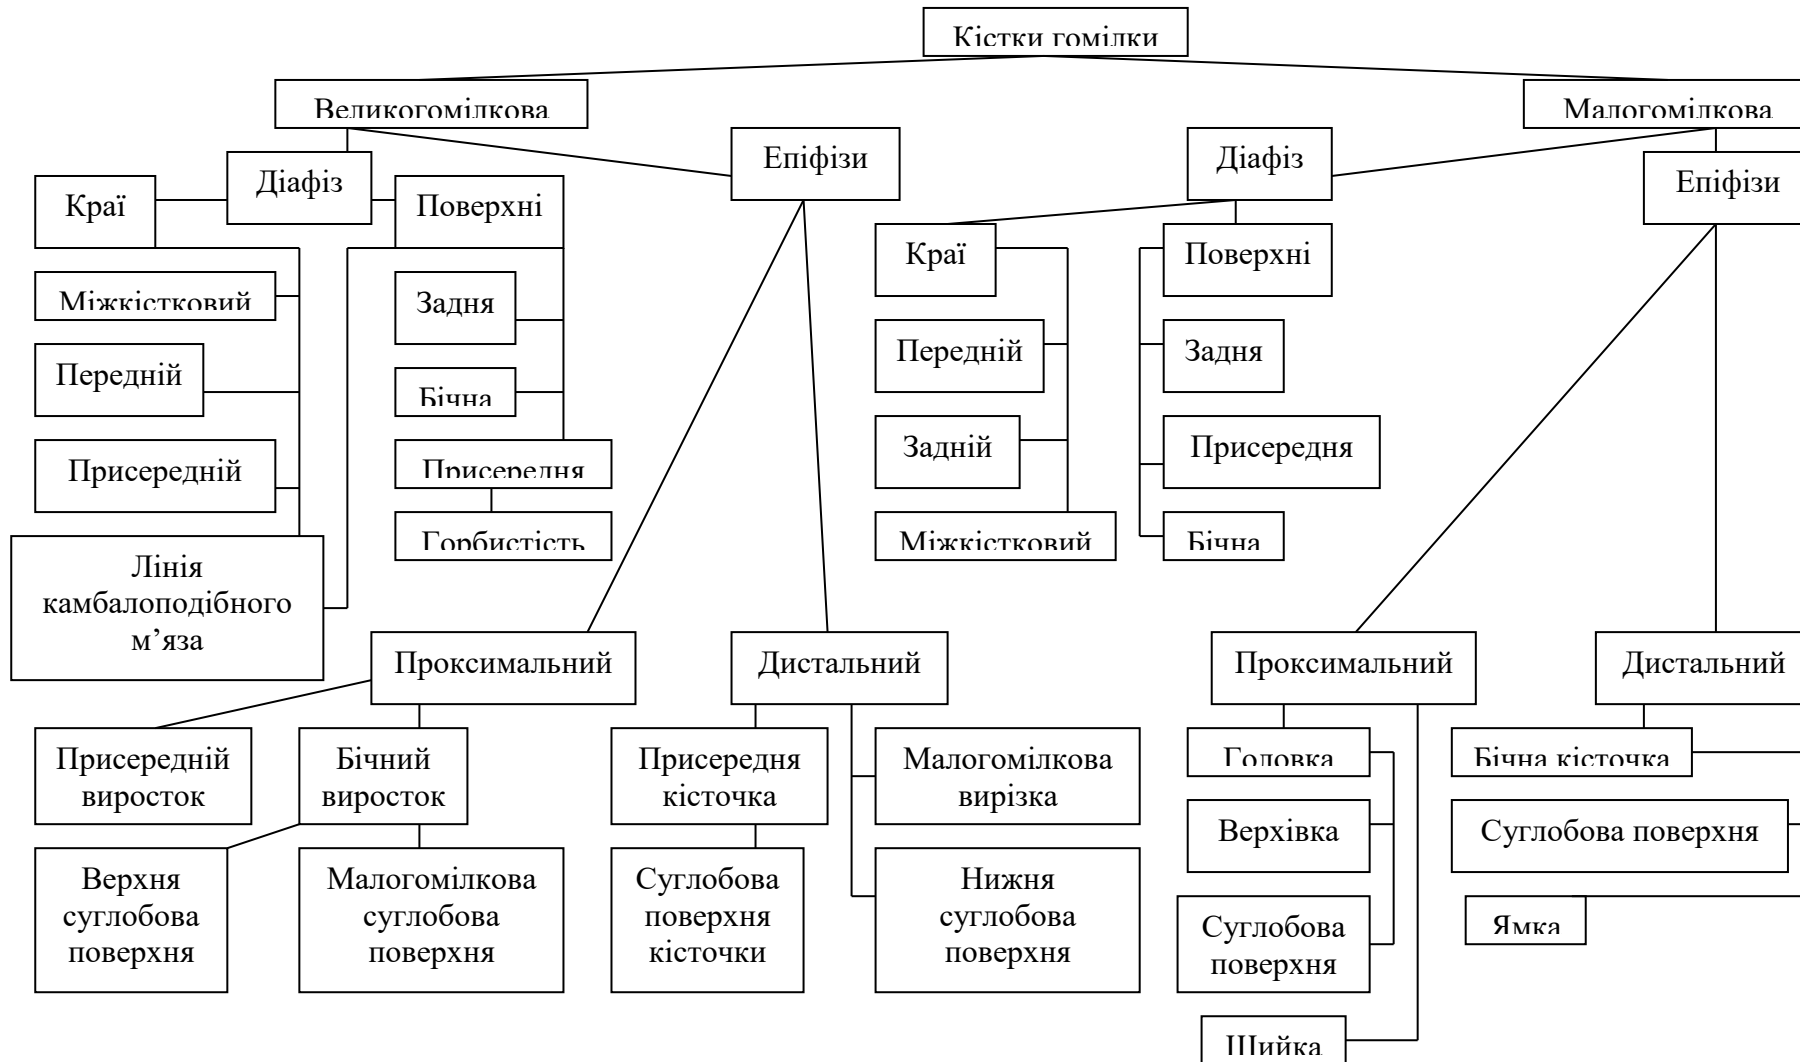 Кістки гомілки
Великогомілкова
Малогомілкова
Епіфізи
Діафіз
Діафіз
Епіфізи
Краї
Поверхні
Краї
Поверхні
Міжкістковий
Задня
Передній
Задня
Передній
Бічна
Присередній
Присередня
Задній
Присередня
Горбистість
Міжкістковий
Бічна
Лінія
камбалоподібного
м’яза
Проксимальний
Дистальний
Проксимальний
Дистальний
Присередній
виросток
Бічний
виросток
Присередня
кісточка
Малогомілкова
вирізка
Головка
Бічна кісточка
Верхівка
Суглобова поверхня
Верхня
суглобова
поверхня
Малогомілкова
суглобова
поверхня
Суглобова
поверхня
кісточки
Нижня
суглобова
поверхня
Суглобова
поверхня
Ямка
Шийка